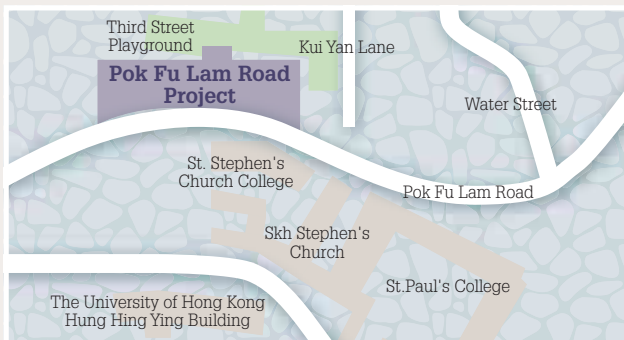 Third Street
Playground
Kui Yan Lane
Pok Fu Lam Road
Project
Water Street
St. Stephen's
Church College
Pok Fu Lam Road
Skh Stephen's
Church
St.Paul's College
The University of Hong Kong
Hung Hing Ying Building